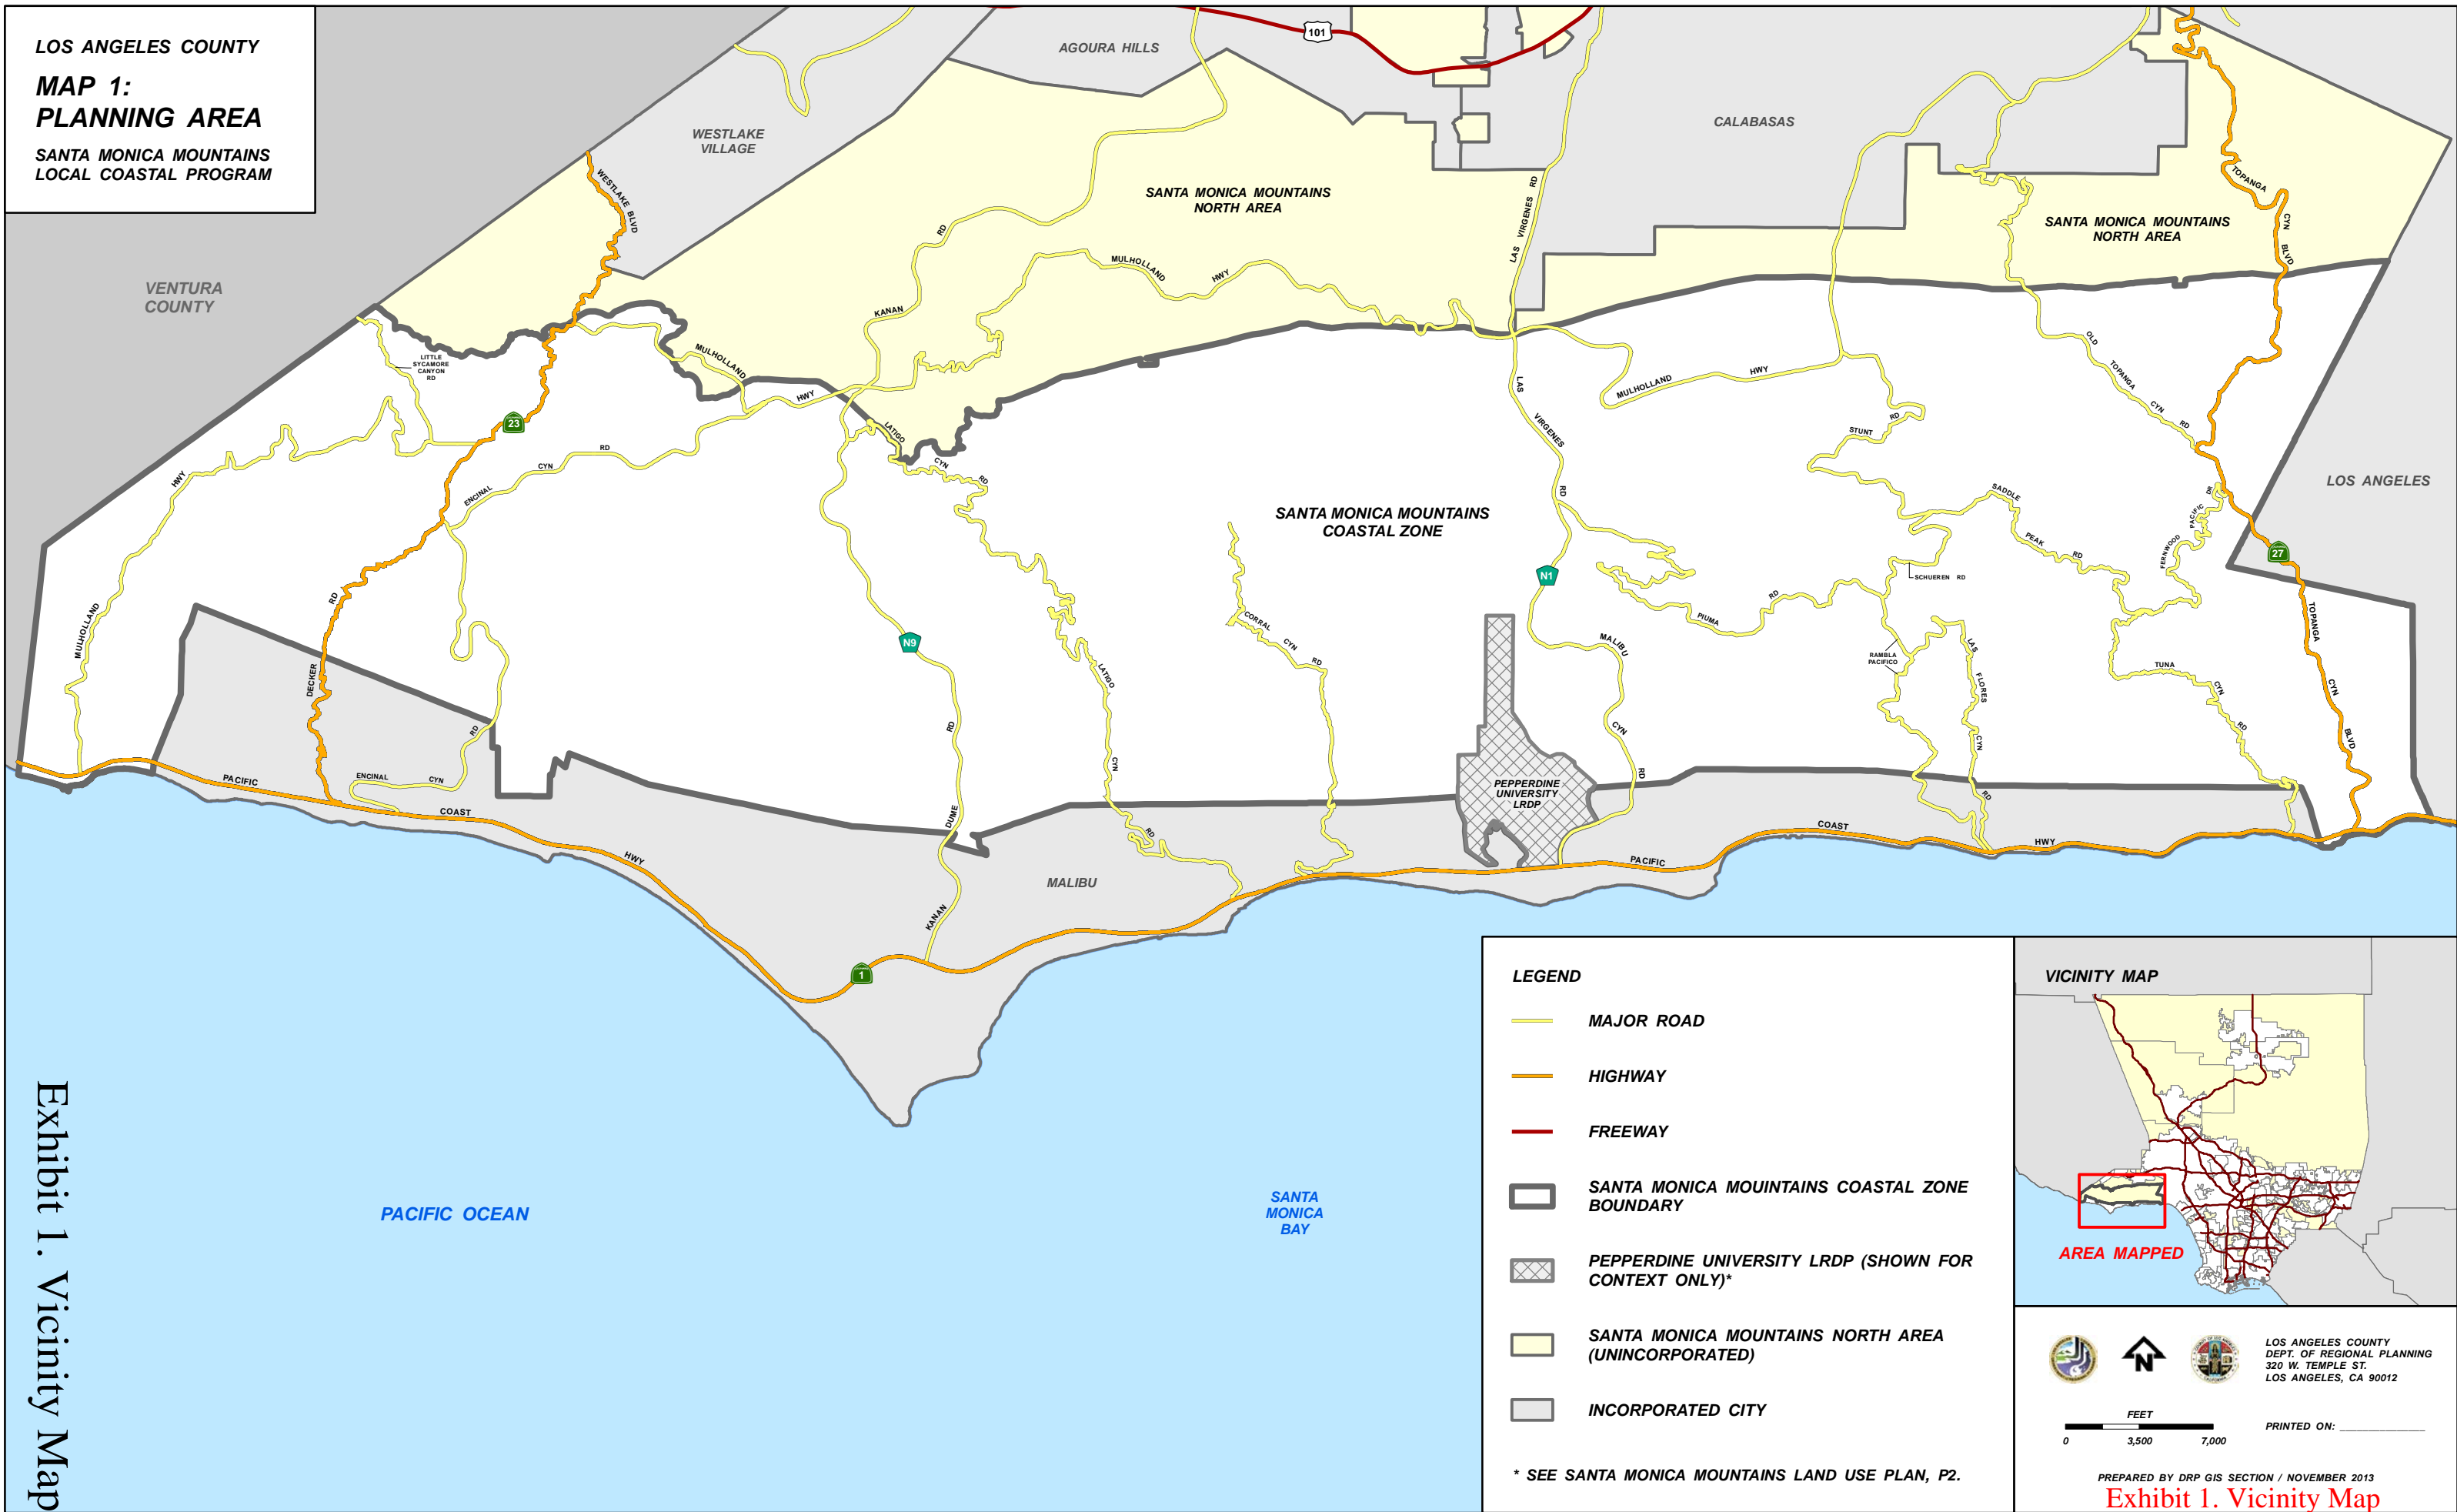 LOS ANGELES COUNTY
MAP 1:
PLANNING AREA
SANTA MONICA MOUNTAINS
LOCAL COASTAL PROGRAM
101
AGOURA HILLS
WESTLAKE
VILLAGE
CALABASAS
VENTURA
COUNTY
LOS ANGELES
MALIBU
SANTA MONICA MOUNTAINS
NORTH AREA
SANTA MONICA MOUNTAINS
NORTH AREA
SANTA MONICA MOUNTAINS
COASTAL ZONE
PEPPERDINE
UNIVERSITY
LRDP
WESTLAKE BLVD
LITTLE
SYCAMORE
CANYON
RD
23
MULHOLLAND
HWY
MULHOLLAND
HWY
KANAN
RD
MULHOLLAND
HWY
LAS VIRGENES RD
LAS
VIRGENES
RD
MULHOLLAND
HWY
TOPANGA
CYN
BLVD
OLD
TOPANGA
CYN
RD
STUNT
RD
SADDLE
PEAK
RD
FERNWOOD
PACIFIC
DR
27
TOPANGA
CYN
BLVD
ENCINAL
CYN
RD
LATIGO
CYN
RD
DECKER
RD
N9
LATIGO
CYN
RD
CORRAL
CYN
RD
N1
MALIBU
CYN
RD
PIUMA
RD
SCHUEREN RD
RAMBLA
PACIFICO
LAS
FLORES
CYN
RD
TUNA
CYN
RD
ENCINAL
CYN
RD
KANAN
DUME
RD
PACIFIC
COAST
HWY
1
PACIFIC
COAST
HWY
PACIFIC OCEAN
SANTA
MONICA
BAY
LEGEND
MAJOR ROAD
HIGHWAY
FREEWAY
SANTA MONICA MOUINTAINS COASTAL ZONE
BOUNDARY
PEPPERDINE UNIVERSITY LRDP (SHOWN FOR
CONTEXT ONLY)*
SANTA MONICA MOUNTAINS NORTH AREA
(UNINCORPORATED)
INCORPORATED CITY
* SEE SANTA MONICA MOUNTAINS LAND USE PLAN, P2.
VICINITY MAP
AREA MAPPED
N
LOS ANGELES COUNTY
DEPT. OF REGIONAL PLANNING
320 W. TEMPLE ST.
LOS ANGELES, CA 90012
FEET
0 3,500 7,000
PRINTED ON: _______________
PREPARED BY DRP GIS SECTION / NOVEMBER 2013
Exhibit 1. Vicinity Map
Exhibit 1. Vicinity Map